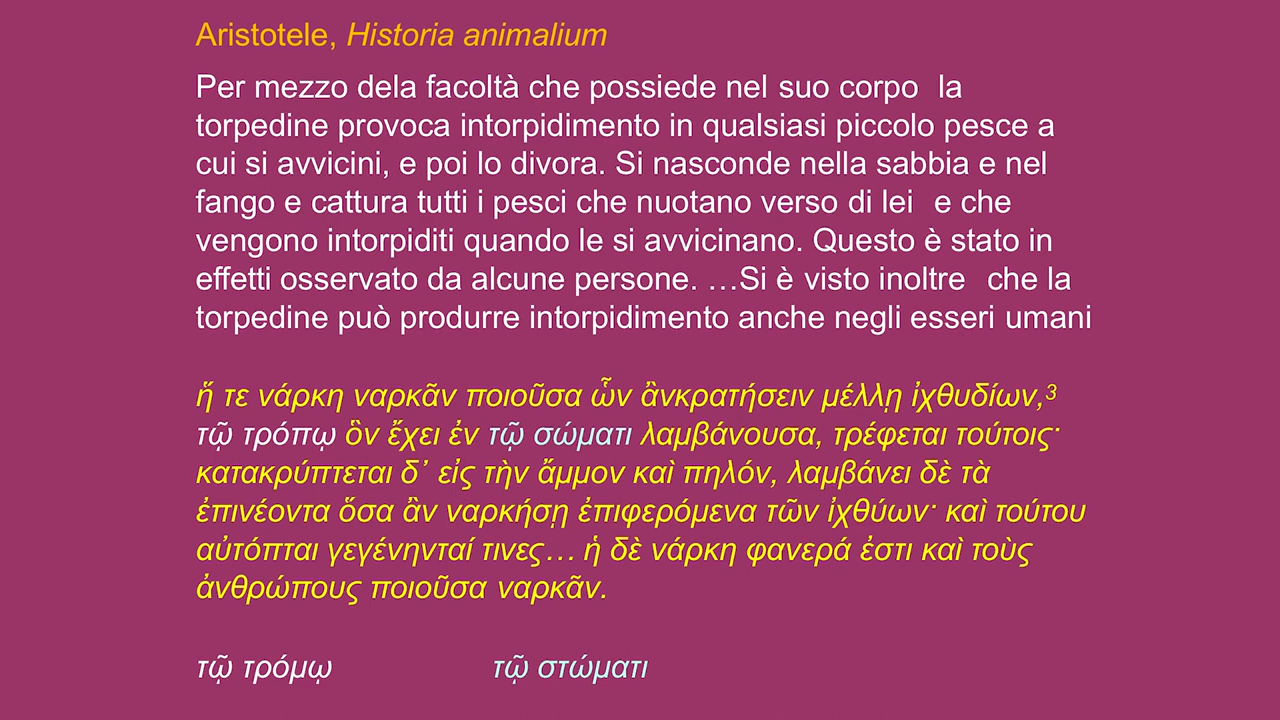 Aristotele, Historia animalium
Per mezzo dela facoltà che possiede nel suo corpo la
torpedine provoca intorpidimento in qualsiasi piccolo pesce a
cui si avvicini, e poi lo divora. Si nasconde nella sabbia e nel
fango e cattura tutti i pesci che nuotano verso di lei e che
vengono intorpiditi quando le si avvicinano. Questo è stato in
effetti osservato da alcune persone. …Si è visto inoltre che la
torpedine può produrre intorpidimento anche negli esseri umani
ἥ τε νάρκη ναρκᾶν ποιοῦσα ὧν ἂνκρατήσειν μέλλῃ ἰχθυδίων,³
τῷ τρόπῳ ὃν ἔχει ἐν τῷ σώματι λαμβάνουσα, τρέφεται τούτοις·
κατακρύπτεται δ’ εἰς τὴν ἄμμον καὶ πηλόν, λαμβάνει δὲ τὰ
ἐπινέοντα ὅσα ἂν ναρκήσῃ ἐπιφερόμενα τῶν ἰχθύων· καὶ τούτου
αὐτόπται γεγένηνταί τινες… ἡ δὲ νάρκη φανερά ἐστι καὶ τοὺς
ἀνθρώπους ποιοῦσα ναρκᾶν.
τῷ τρόμῳ τῷ στώματι